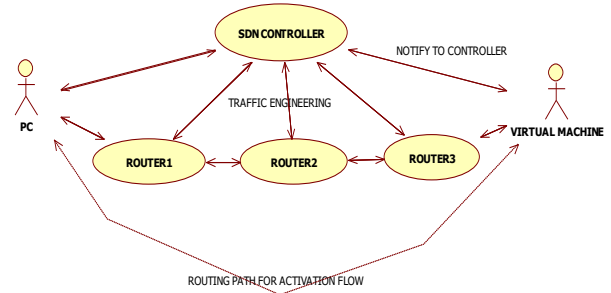 SDN CONTROLLER
NOTIFY TO CONTROLLER
TRAFFIC ENGINEERING
PC
VIRTUAL MACHINE
ROUTER1
ROUTER2
ROUTER3
ROUTING PATH FOR ACTIVATION FLOW